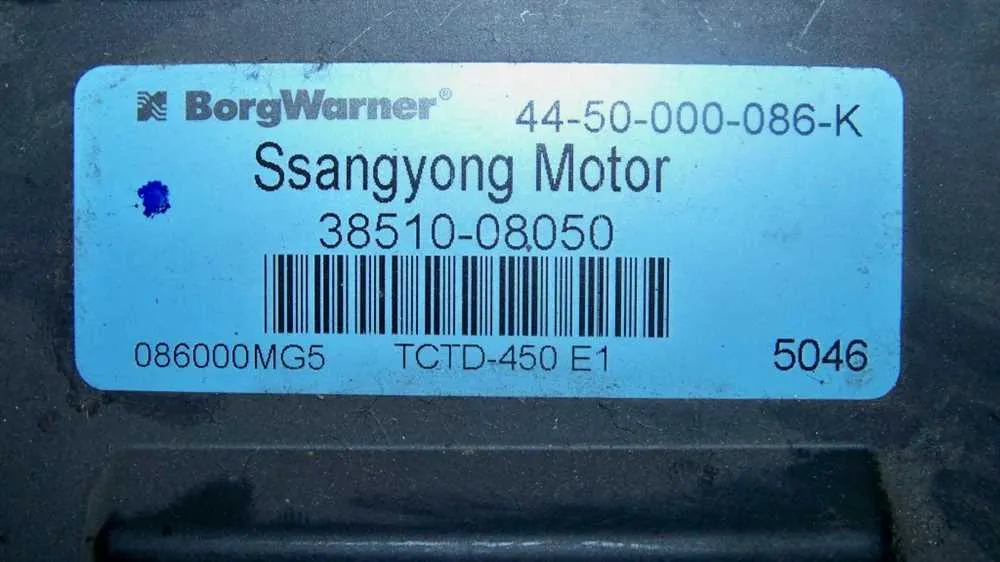 BorgWarner® 44-50-000-086-K
Ssangyong Motor
38510-08050
086000MG5 TCTD-450 E1 5046